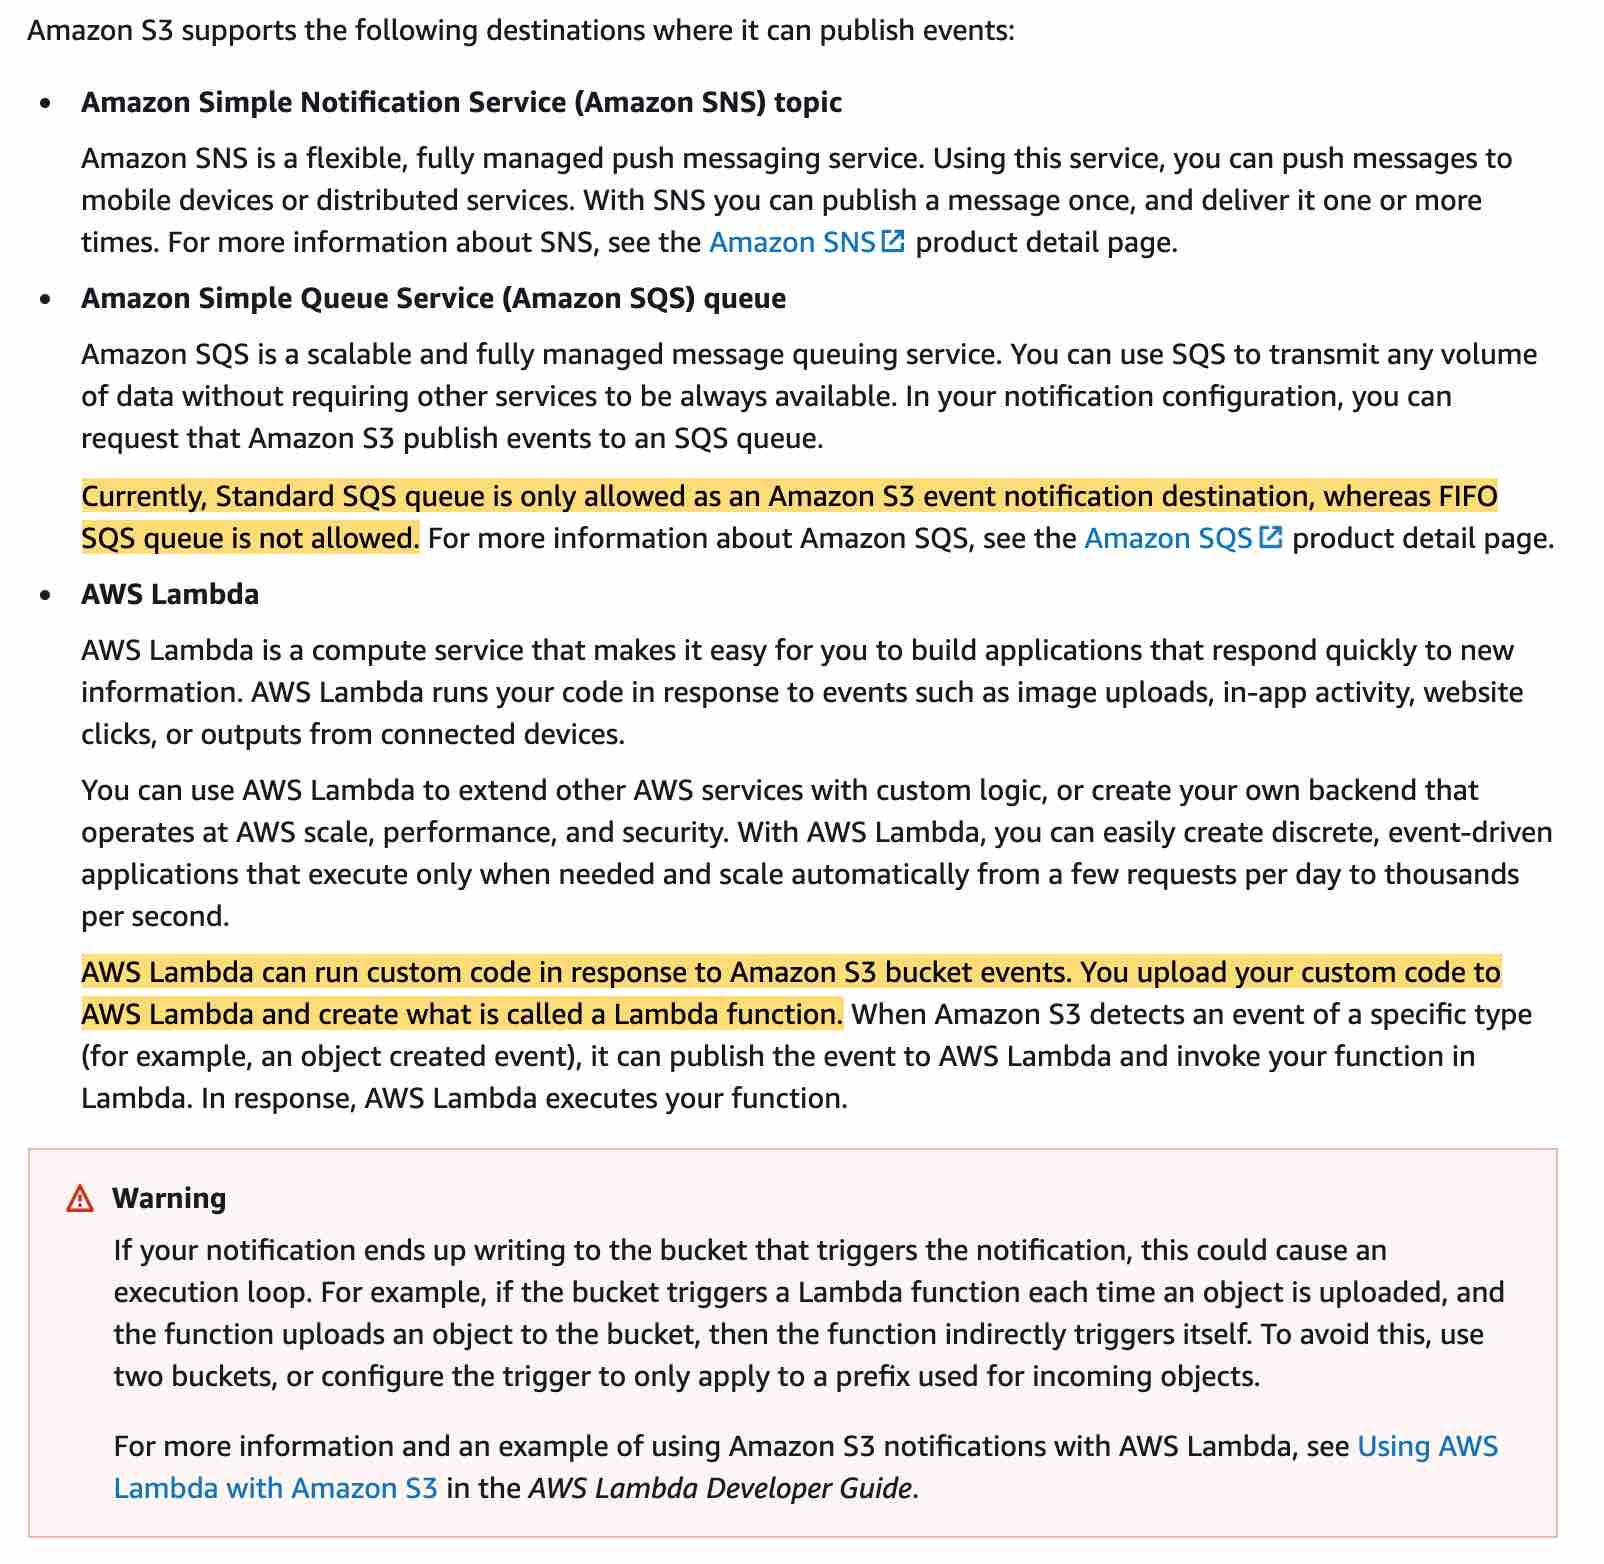 Amazon S3 supports the following destinations where it can publish events:
• Amazon Simple Notification Service (Amazon SNS) topic
Amazon SNS is a flexible, fully managed push messaging service. Using this service, you can push messages to
mobile devices or distributed services. With SNS you can publish a message once, and deliver it one or more
times. For more information about SNS, see the Amazon SNS product detail page.
• Amazon Simple Queue Service (Amazon SQS) queue
Amazon SQS is a scalable and fully managed message queuing service. You can use SQS to transmit any volume
of data without requiring other services to be always available. In your notification configuration, you can
request that Amazon S3 publish events to an SQS queue.
Currently, Standard SQS queue is only allowed as an Amazon S3 event notification destination, whereas FIFO
SQS queue is not allowed. For more information about Amazon SQS, see the Amazon SQS product detail page.
• AWS Lambda
AWS Lambda is a compute service that makes it easy for you to build applications that respond quickly to new
information. AWS Lambda runs your code in response to events such as image uploads, in-app activity, website
clicks, or outputs from connected devices.
You can use AWS Lambda to extend other AWS services with custom logic, or create your own backend that
operates at AWS scale, performance, and security. With AWS Lambda, you can easily create discrete, event-driven
applications that execute only when needed and scale automatically from a few requests per day to thousands
per second.
AWS Lambda can run custom code in response to Amazon S3 bucket events. You upload your custom code to
AWS Lambda and create what is called a Lambda function. When Amazon S3 detects an event of a specific type
(for example, an object created event), it can publish the event to AWS Lambda and invoke your function in
Lambda. In response, AWS Lambda executes your function.
Warning
If your notification ends up writing to the bucket that triggers the notification, this could cause an
execution loop. For example, if the bucket triggers a Lambda function each time an object is uploaded, and
the function uploads an object to the bucket, then the function indirectly triggers itself. To avoid this, use
two buckets, or configure the trigger to only apply to a prefix used for incoming objects.
For more information and an example of using Amazon S3 notifications with AWS Lambda, see Using AWS
Lambda with Amazon S3 in the AWS Lambda Developer Guide.